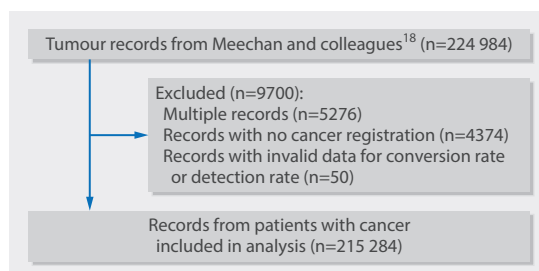 Tumour records from Meechan and colleagues18 (n=224 984)
Excluded (n=9700):
Multiple records (n=5276)
Records with no cancer registration (n=4374)
Records with invalid data for conversion rate
or detection rate (n=50)
Records from patients with cancer
included in analysis (n=215 284)